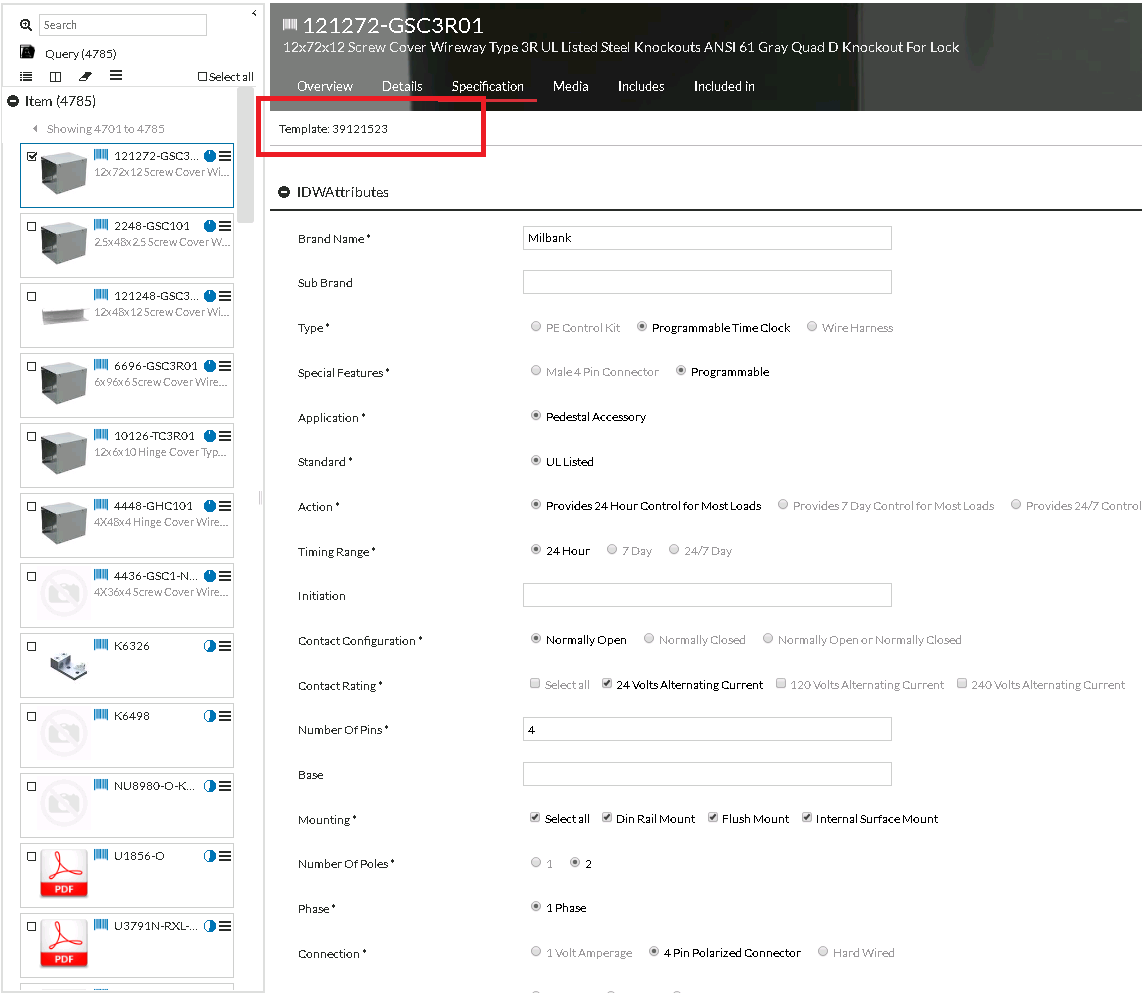 Search
Query (4785)
Select all
Item (4785)
Showing 4701 to 4785
121272-GSC3...
12x72x12 Screw Cover Wi...
2248-GSC101
2.5x48x2.5 Screw Cover W...
121248-GSC3...
12x48x12 Screw Cover Wi...
6696-GSC3R01
6x96x6 Screw Cover Wire...
10126-TC3R01
12x6x10 Hinge Cover Typ...
4448-GHC101
4X48x4 Hinge Cover Wire...
4436-GSC1-N...
4X36x4 Screw Cover Wire...
K6326
K6498
NU8980-O-K...
U1856-O
PDF
U3791N-RXL-...
PDF
121272-GSC3R01
12x72x12 Screw Cover Wireway Type 3R UL Listed Steel Knockouts ANSI 61 Gray Quad D Knockout For Lock
Overview Details Specification Media Includes Included in
Template: 39121523
IDWAttributes
Brand Name * Milbank
Sub Brand
Type * PE Control Kit Programmable Time Clock Wire Harness
Special Features * Male 4 Pin Connector Programmable
Application * Pedestal Accessory
Standard * UL Listed
Action * Provides 24 Hour Control for Most Loads Provides 7 Day Control for Most Loads Provides 24/7 Control
Timing Range * 24 Hour 7 Day 24/7 Day
Initiation
Contact Configuration * Normally Open Normally Closed Normally Open or Normally Closed
Contact Rating * Select all 24 Volts Alternating Current 120 Volts Alternating Current 240 Volts Alternating Current
Number Of Pins * 4
Base
Mounting * Select all Din Rail Mount Flush Mount Internal Surface Mount
Number Of Poles * 1 2
Phase * 1 Phase
Connection * 1 Volt Amperage 4 Pin Polarized Connector Hard Wired